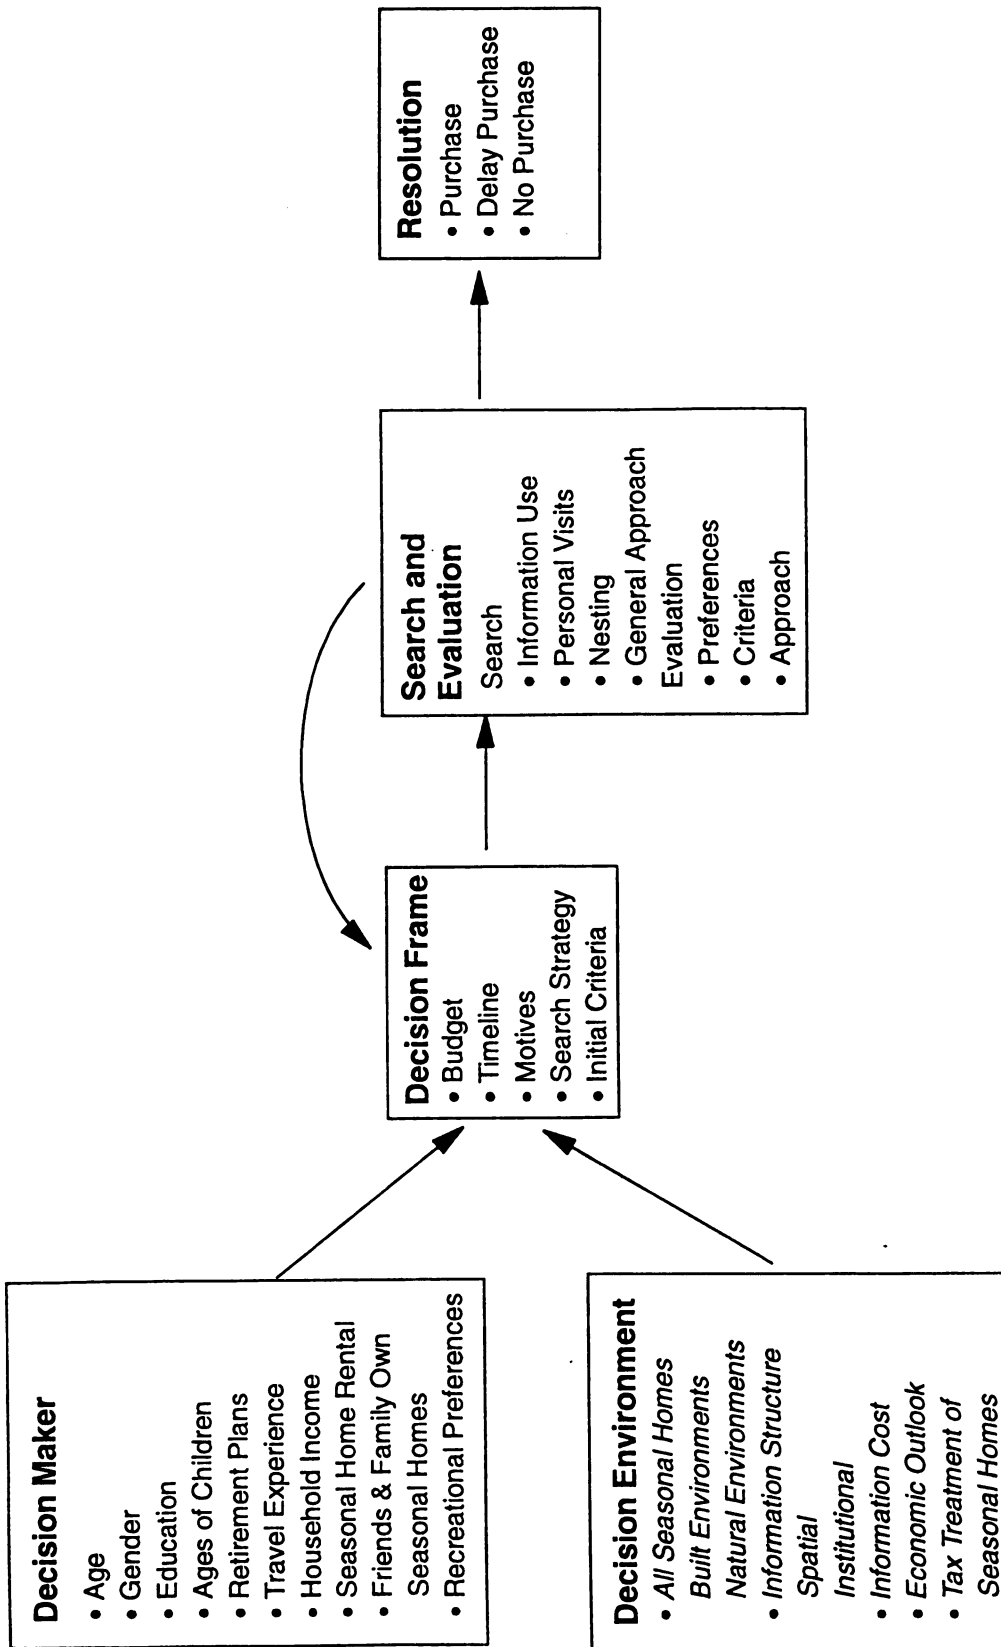 Decision Maker
• Age
• Gender
• Education
• Ages of Children
• Retirement Plans
• Travel Experience
• Household Income
• Seasonal Home Rental
• Friends & Family Own
Seasonal Homes
• Recreational Preferences
Decision Environment
• All Seasonal Homes
Built Environments
Natural Environments
• Information Structure
Spatial
Institutional
• Information Cost
• Economic Outlook
• Tax Treatment of
Seasonal Homes
Decision Frame
• Budget
• Timeline
• Motives
• Search Strategy
• Initial Criteria
Search and
Evaluation
Search
• Information Use
• Personal Visits
• Nesting
• General Approach
Evaluation
• Preferences
• Criteria
• Approach
Resolution
• Purchase
• Delay Purchase
• No Purchase